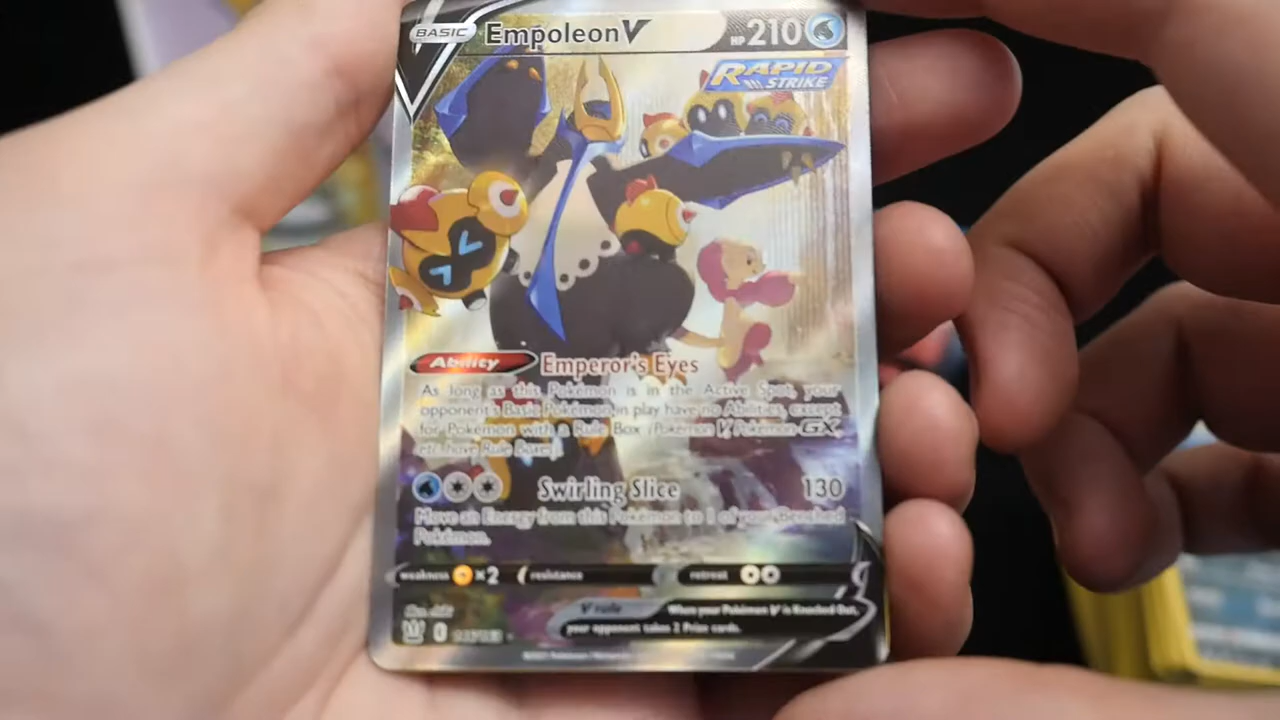 BASIC Empoleon V HP 210
RAPID STRIKE
Ability Emperor's Eyes
As long as this Pokémon is in the Active Spot, your
opponent's Basic Pokémon in play have no Abilities, except
for Pokémon with a Rule Box (Pokémon V, Pokémon-GX,
etc. have Rule Boxes).
Swirling Slice 130
Move an Energy from this Pokémon to 1 of your Benched
Pokémon.
weakness ×2 resistance retreat
V rule When your Pokémon V is Knocked Out,
your opponent takes 2 Prize cards.